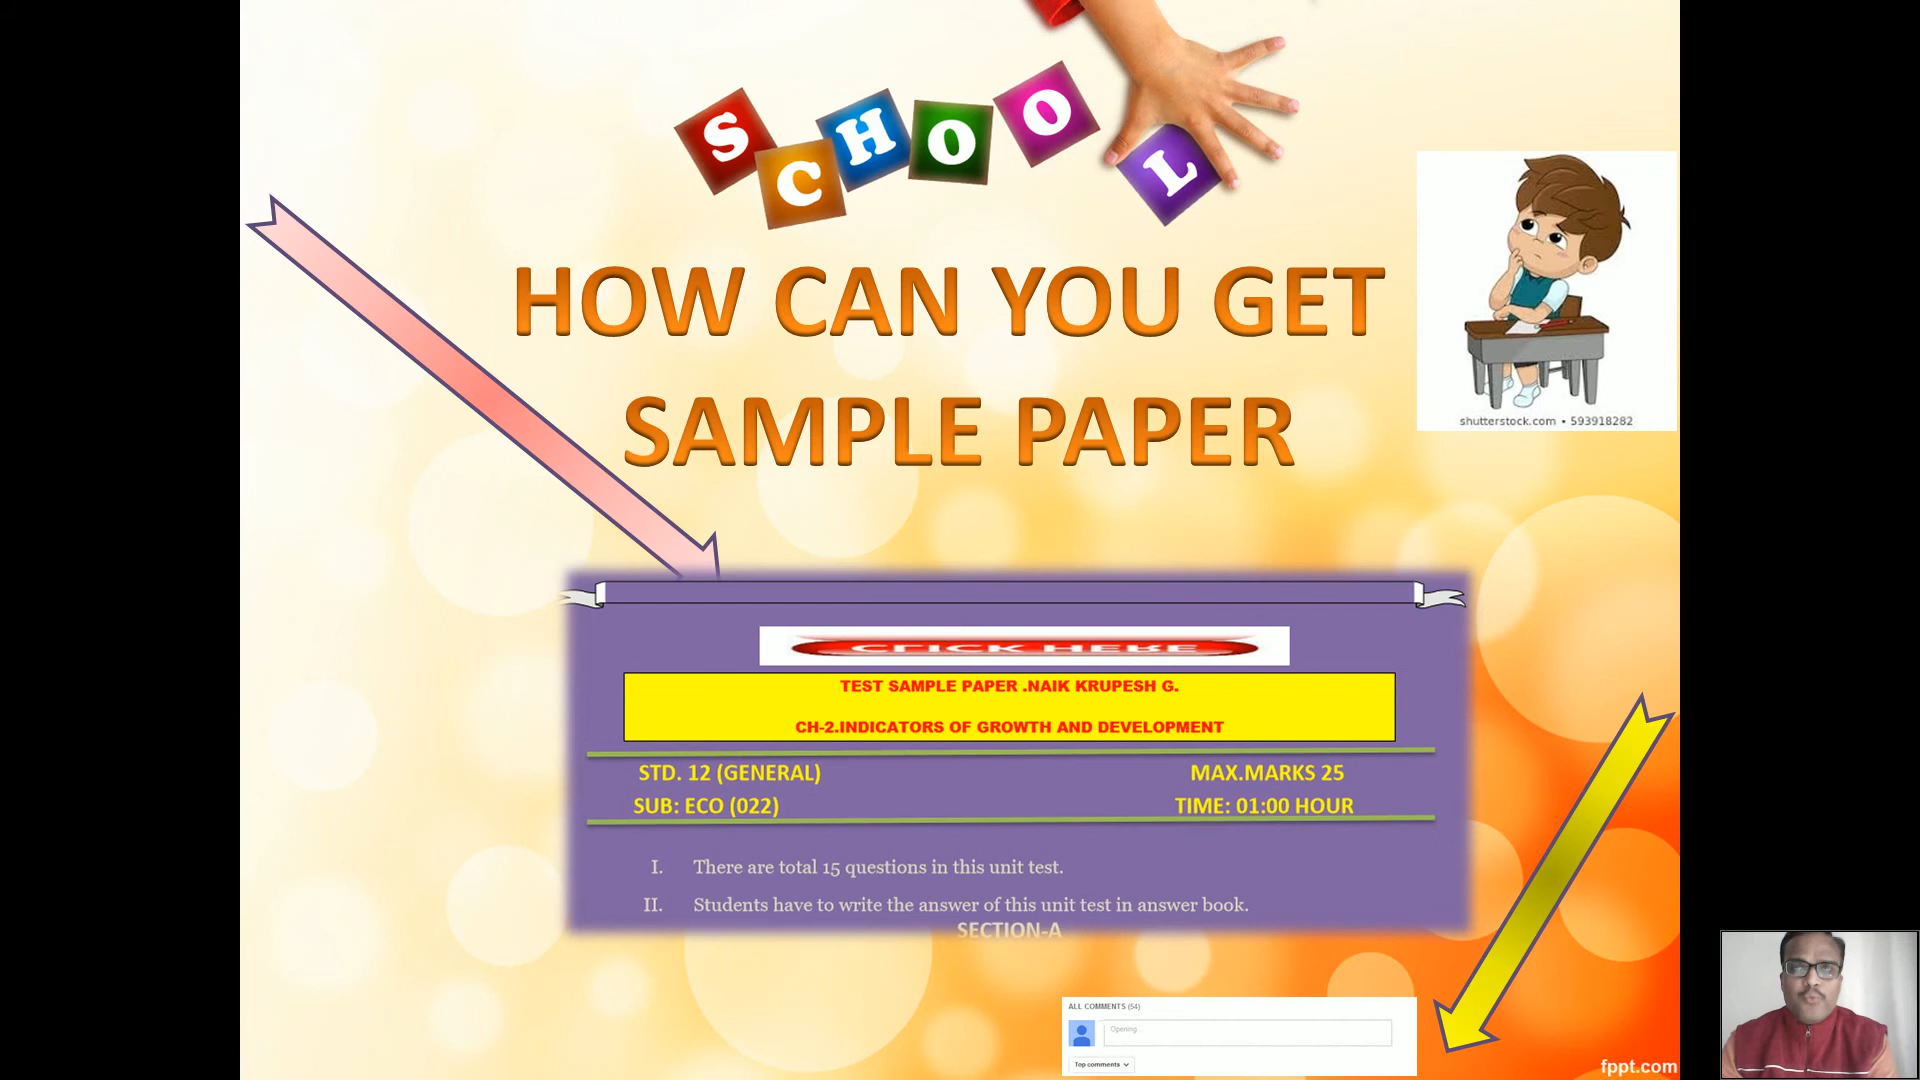 SCHOOL
HOW CAN YOU GET
SAMPLE PAPER
shutterstock.com • 593918282
CLICK HERE
TEST SAMPLE PAPER .NAIK KRUPESH G.
CH-2.INDICATORS OF GROWTH AND DEVELOPMENT
STD. 12 (GENERAL) MAX.MARKS 25
SUB: ECO (022) TIME: 01:00 HOUR
I. There are total 15 questions in this unit test.
II. Students have to write the answer of this unit test in answer book.
SECTION-A
ALL COMMENTS (54)
Opening...
Top comments
fppt.com